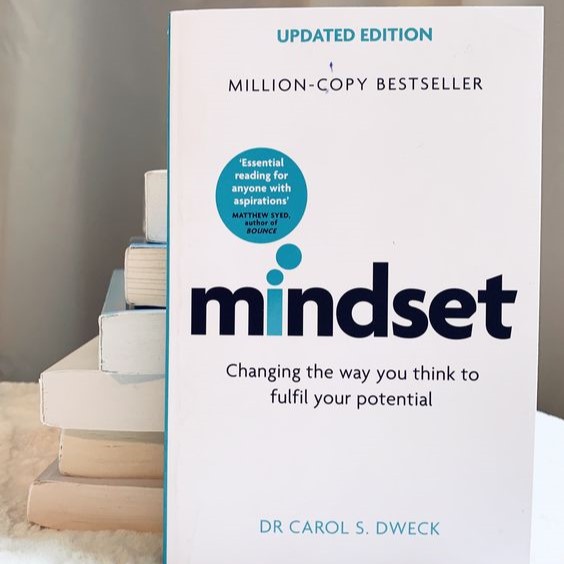 UPDATED EDITION
MILLION-COPY BESTSELLER
‘Essential
reading for
anyone with
aspirations’
MATTHEW SYED,
author of
BOUNCE
mindset
Changing the way you think to
fulfil your potential
DR CAROL S. DWECK